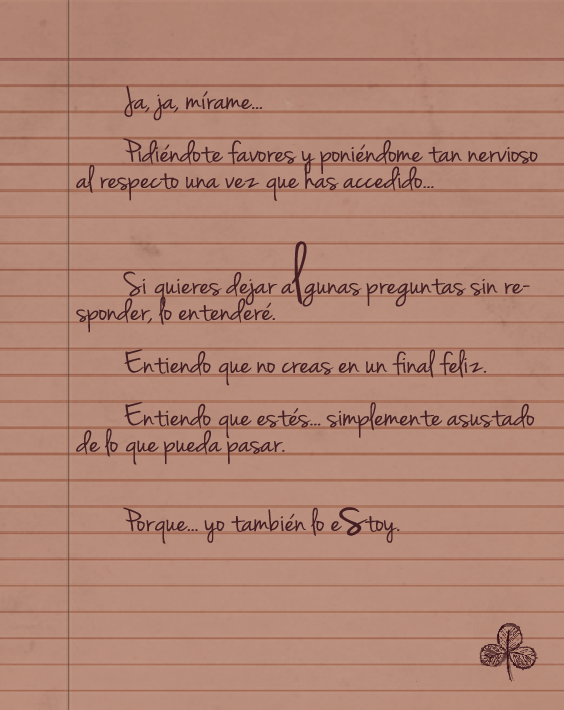 Ja, ja, mírame...
Pidiéndote favores y poniéndome tan nervioso
al respecto una vez que has accedido...
Si quieres dejar algunas preguntas sin re-
sponder, lo entenderé.
Entiendo que no creas en un final feliz.
Entiendo que estés... simplemente asustado
de lo que pueda pasar.
Porque... yo también lo eStoy.